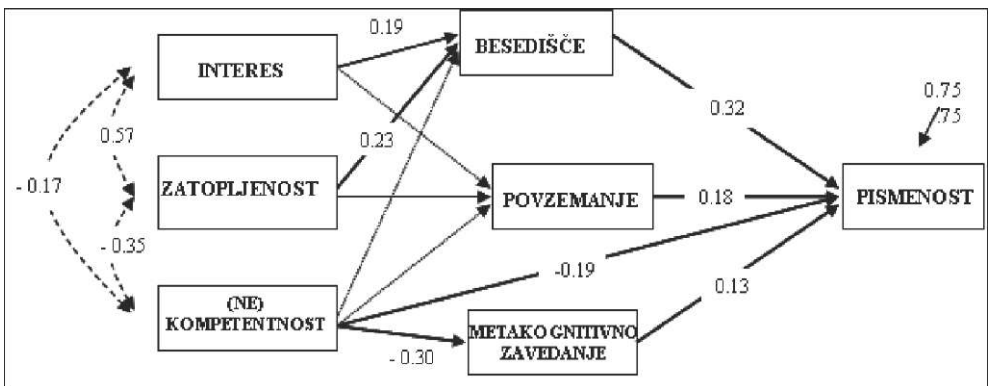 0.19
BESEDIŠČE
INTERES
0.75
.75
0.32
0.57
0.23
- 0.17
ZATOPLJENOST
POVZEMANJE
0.18
PISMENOST
- 0.35
-0.19
0.13
(NE)
KOMPETENTNOST
- 0.30
METAKOGNITIVNO
ZAVEDANJE